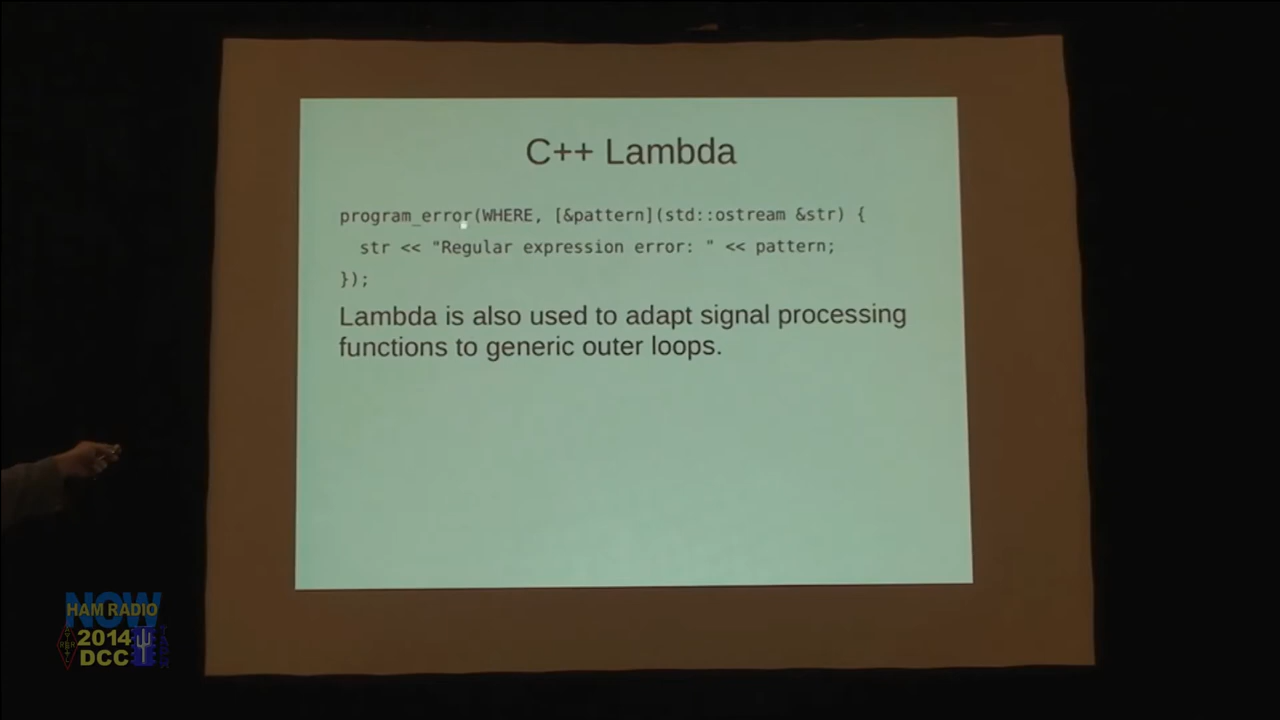 C++ Lambda
program_error(WHERE, [&pattern](std::ostream &str) {
str << "Regular expression error: " << pattern;
});
Lambda is also used to adapt signal processing
functions to generic outer loops.
NOW
HAM RADIO
2014
DCC
TAPR